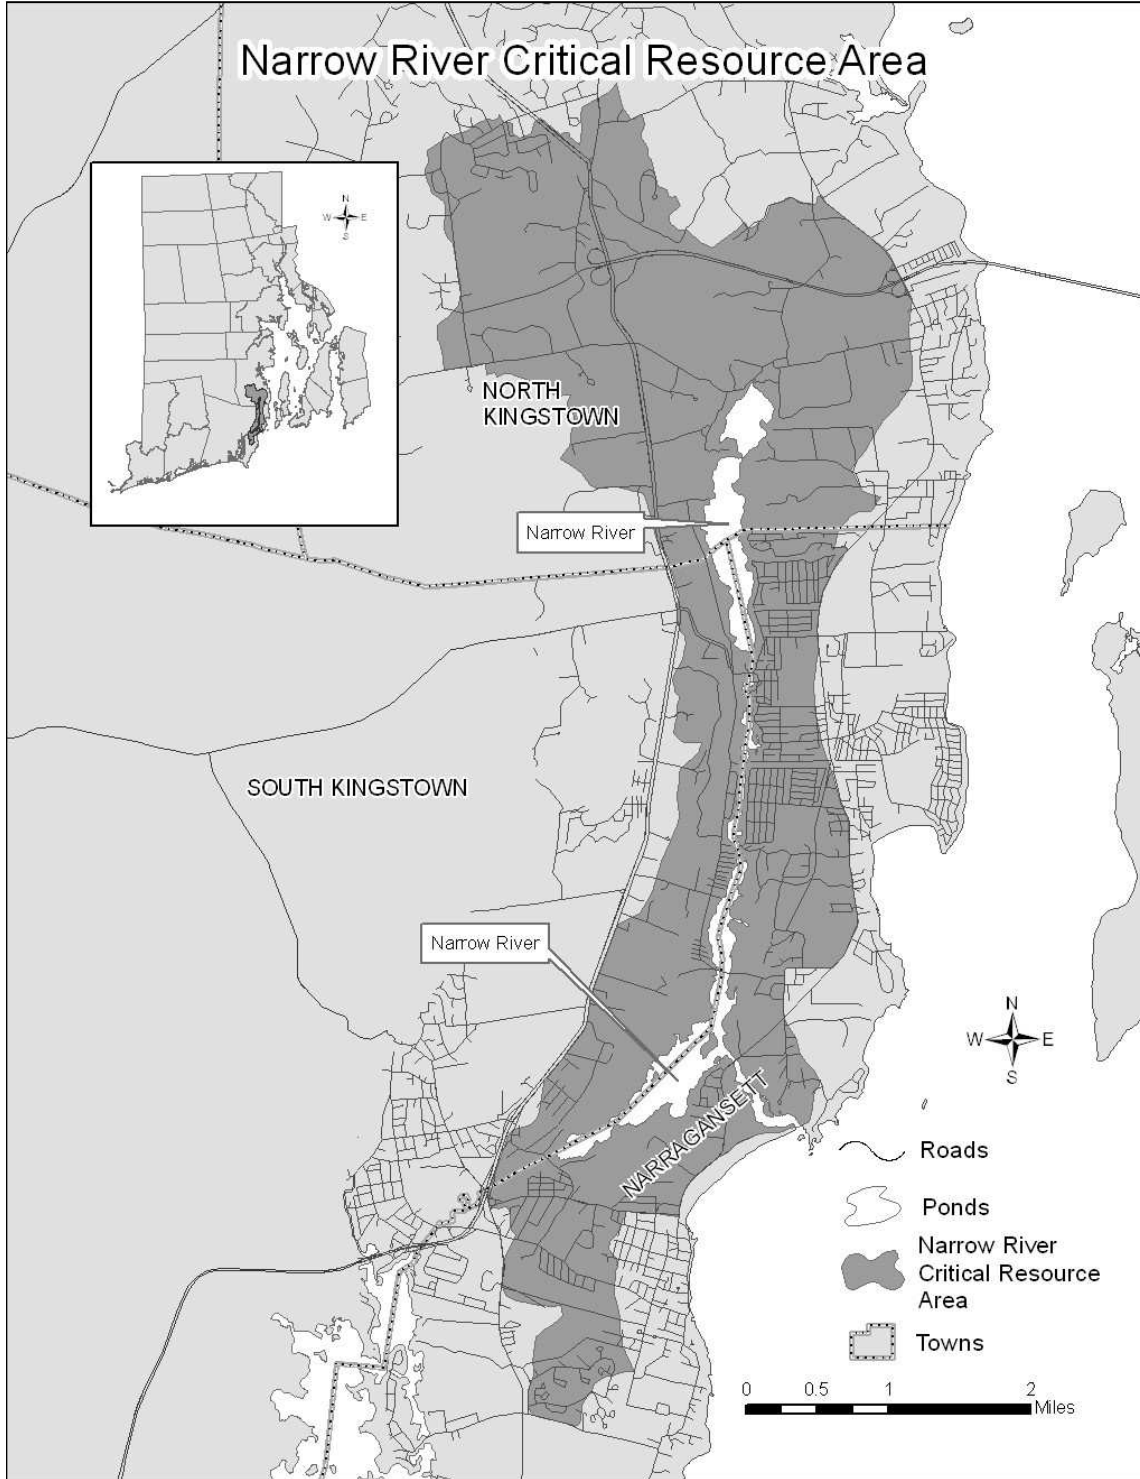 Narrow River Critical Resource Area
N
W E
S
NORTH
KINGSTOWN
Narrow River
SOUTH KINGSTOWN
Narrow River
N
W E
S
NARRAGANSETT
Roads
Ponds
Narrow River
Critical Resource
Area
Towns
0 0.5 1 2
Miles